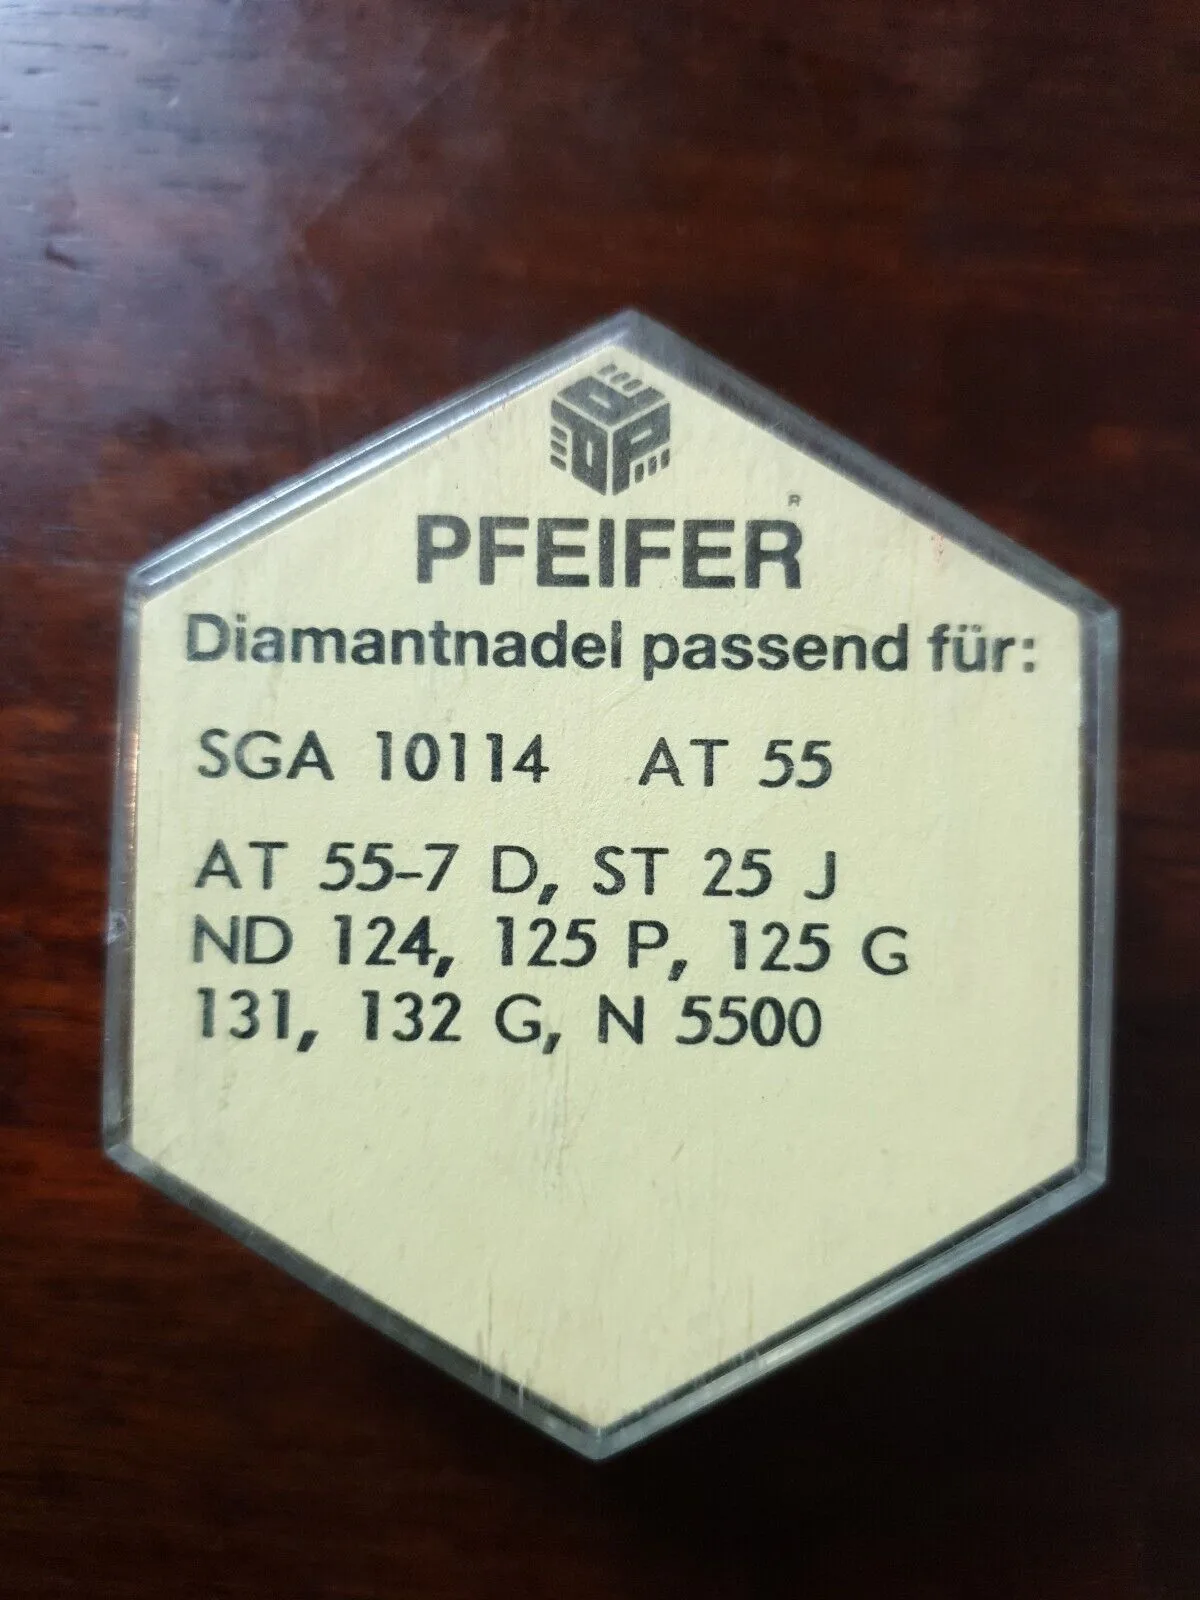 PFEIFER R
Diamantnadel passend für:
SGA 10114 AT 55
AT 55-7 D, ST 25 J
ND 124, 125 P, 125 G
131, 132 G, N 5500